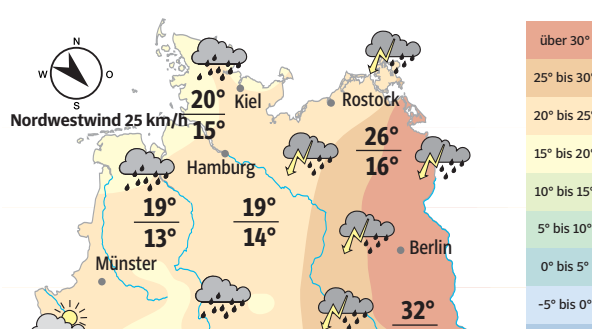 N
W O
S
Nordwestwind 25 km/h
20°
15°
Kiel
Rostock
26°
16°
Hamburg
19°
13°
19°
14°
Münster
Berlin
32°
über 30°
25° bis 30°
20° bis 25°
15° bis 20°
10° bis 15°
5° bis 10°
0° bis 5°
-5° bis 0°